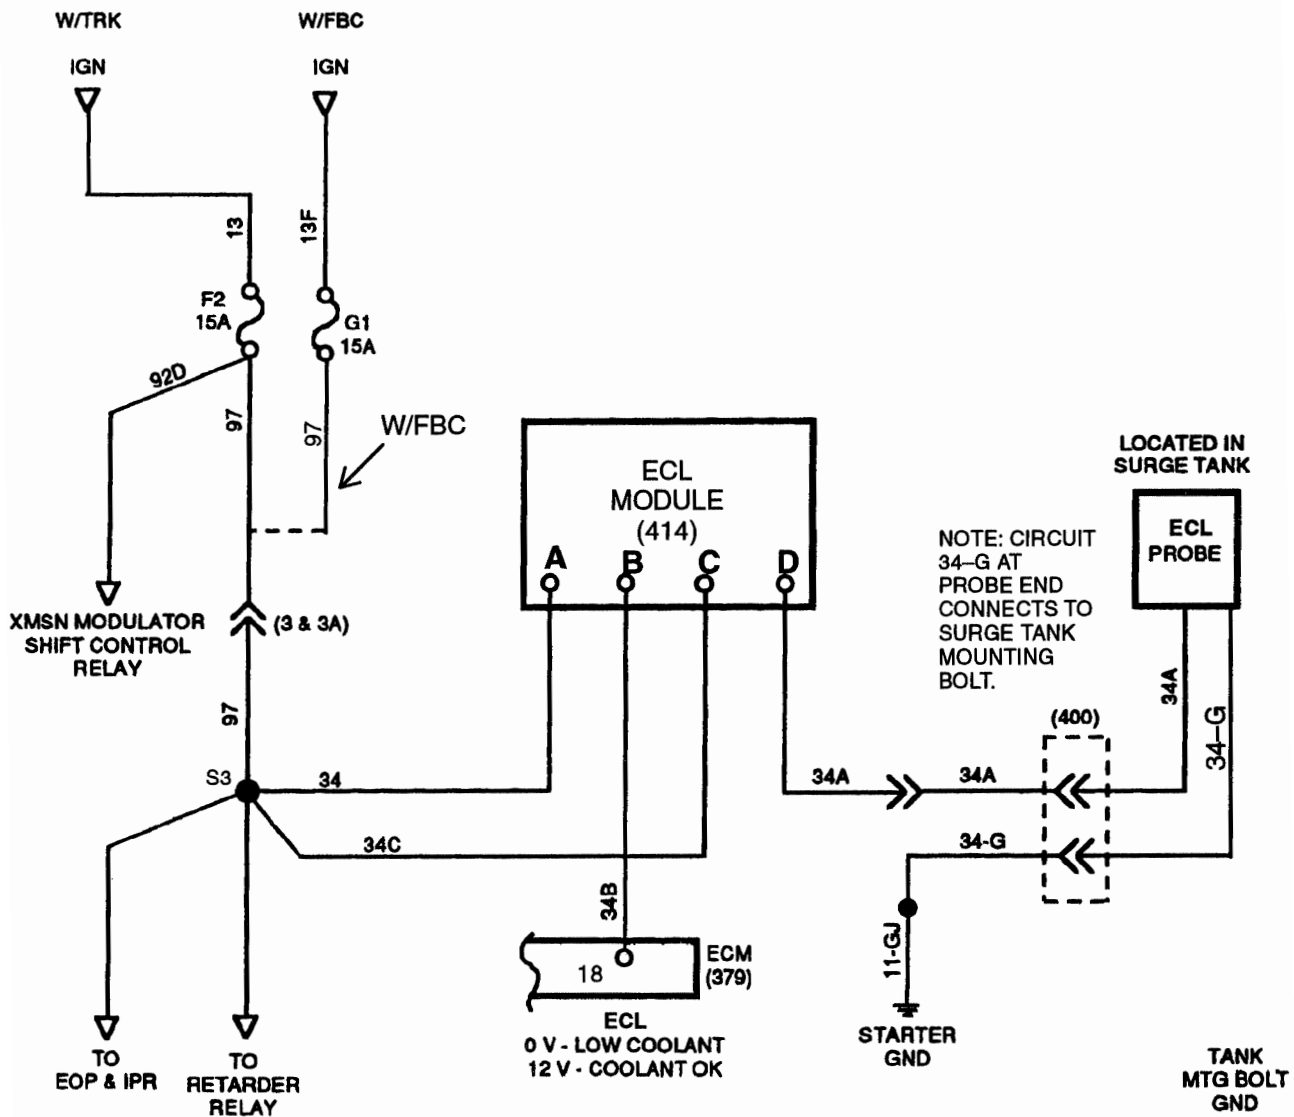 W/TRK
W/FBC
IGN
IGN
13
13F
F2
15A
G1
15A
92D
97
97
W/FBC
ECL
MODULE
(414)
A
B
C
D
LOCATED IN
SURGE TANK
ECL
PROBE
NOTE: CIRCUIT
34–G AT
PROBE END
CONNECTS TO
SURGE TANK
MOUNTING
BOLT.
XMSN MODULATOR
SHIFT CONTROL
RELAY
(3 & 3A)
97
34A
34–G
(400)
S3
34
34A
34A
34C
34-G
34B
11-GJ
18
ECM
(379)
ECL
0 V - LOW COOLANT
12 V - COOLANT OK
STARTER
GND
TO
EOP & IPR
TO
RETARDER
RELAY
TANK
MTG BOLT
GND